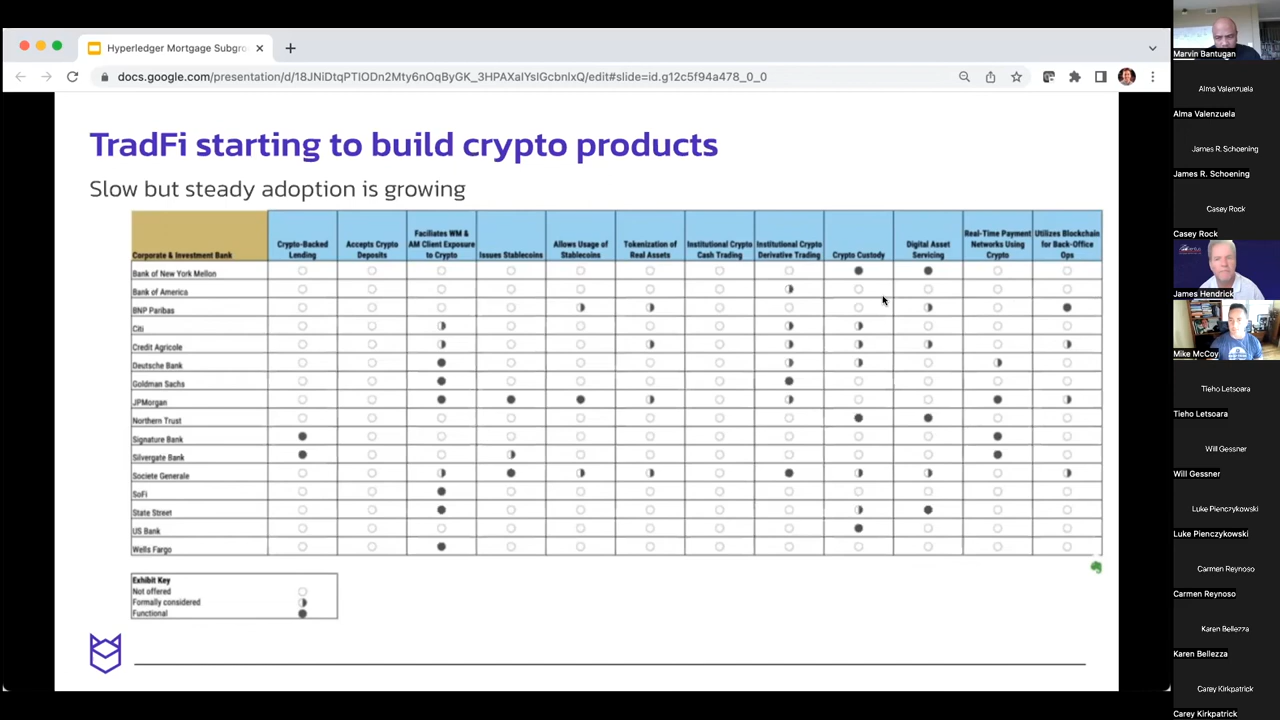 Hyperledger Mortgage Subgro
docs.google.com/presentation/d/18JNiDtqPTIODn2Mty6nOqByGK_3HPAXaIYsIGcbnlxQ/edit#slide=id.g12c5f94a478_0_0
TradFi starting to build crypto products
Slow but steady adoption is growing
Corporate & Investment Bank
Crypto-Backed
Lending
Accepts Crypto
Deposits
Facilitates WM &
AM Client Exposure
to Crypto
Issues Stablecoins
Allows Usage of
Stablecoins
Tokenization of
Real Assets
Institutional Crypto
Cash Trading
Institutional Crypto
Derivative Trading
Crypto Custody
Digital Asset
Servicing
Real-Time Payment
Networks Using
Crypto
Utilizes Blockchain
for Back-Office
Ops
Bank of New York Mellon
Bank of America
BNP Paribas
Citi
Credit Agricole
Deutsche Bank
Goldman Sachs
JPMorgan
Northern Trust
Signature Bank
Silvergate Bank
Societe Generale
SoFi
State Street
US Bank
Wells Fargo
Exhibit Key
Not offered
Formally considered
Functional
Marvin Bantugan
Alma Valenzuela
Alma Valenzuela
James R. Schoening
James R. Schoening
Casey Rock
Casey Rock
James Hendrick
Mike McCoy
Tieho Letsoara
Tieho Letsoara
Will Gessner
Will Gessner
Luke Pienczykowski
Luke Pienczykowski
Carmen Reynoso
Carmen Reynoso
Karen Bellezza
Karen Bellezza
Carey Kirkpatrick
Carey Kirkpatrick